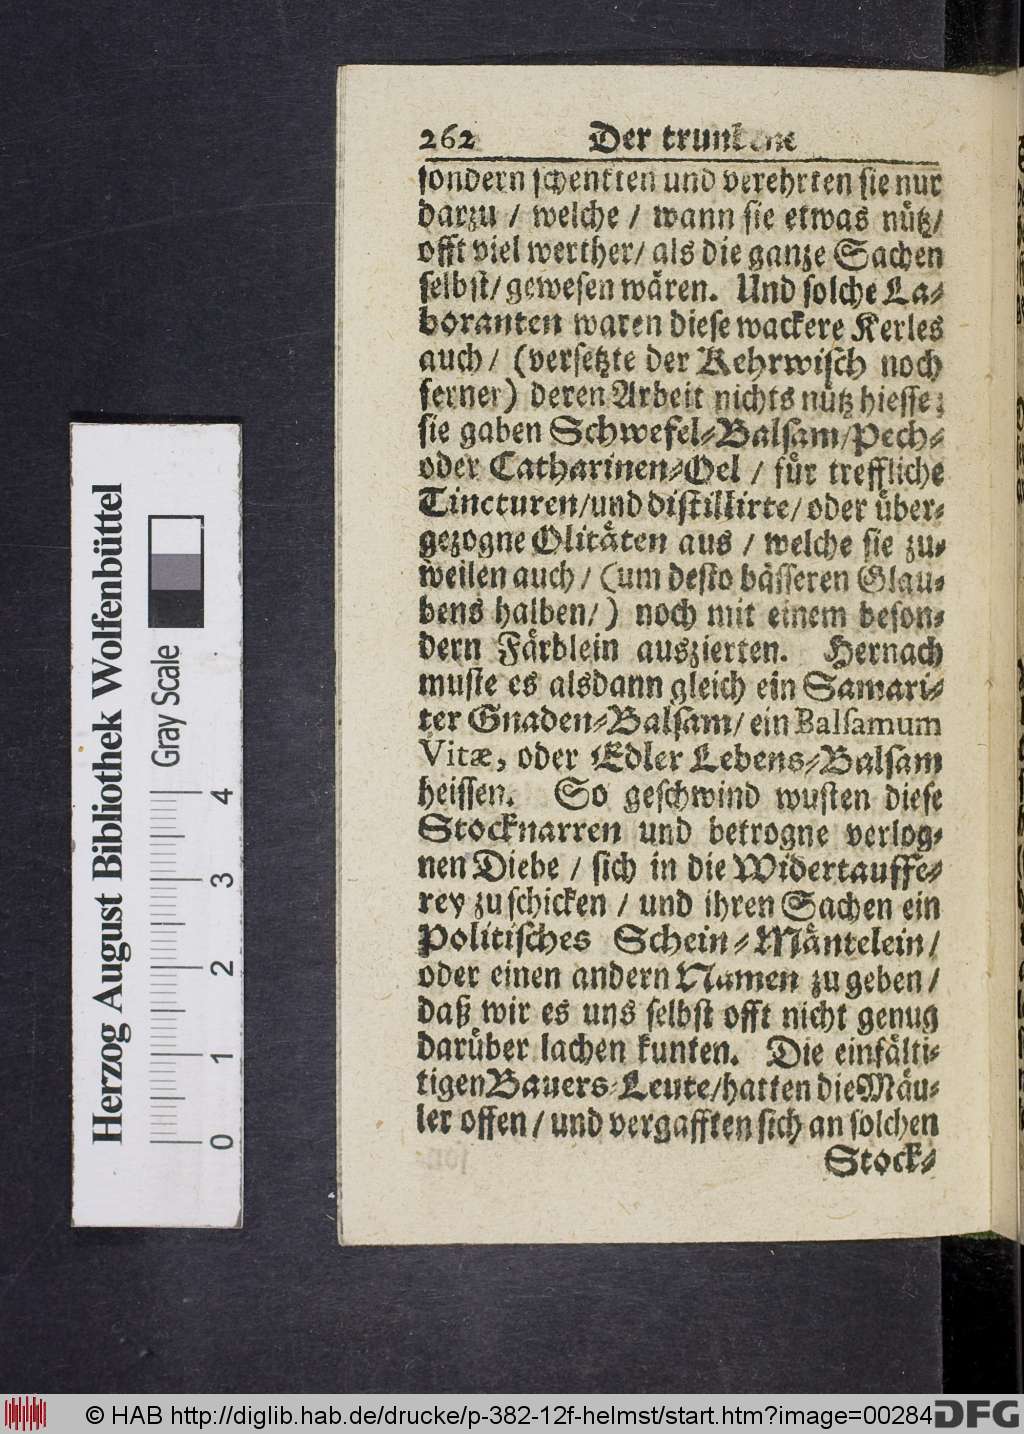 262 Der trunkene
sondern schenkten und verehrten sie nur
darzu / welche / wann sie etwas nütz /
offt viel werther / als die ganze Sachen
selbst / gewesen wären. Und solche La-
boranten waren diese wackere Kerles
auch / (versetzte der Kehrwisch noch
ferner) deren Arbeit nichts nütz hiesse;
sie gaben Schwefel-Balsam / Pech-
oder Catharinen-Oel / für treffliche
Tincturen / und distillirte / oder über-
gezogne Olitäten aus / welche sie zu-
weilen auch / (um desto bässeren Glau-
bens halben /) noch mit einem beson-
dern Färblein auszierten. Hernach
muste es alsdann gleich ein Samari-
ter Gnaden-Balsam / ein Balsamum
Vitæ, oder Edler Lebens-Balsam
heissen. So geschwind wusten diese
Stocknarren und betrogne verlog-
nen Diebe / sich in die Widertauffe-
rey zu schicken / und ihren Sachen ein
Politisches Schein-Mäntelein /
oder einen andern Namen zu geben /
daß wir es uns selbst offt nicht genug
darüber lachen kunten. Die einfälti-
tigen Bauers-Leute / hatten die Mäu-
ler offen / und vergafften sich an solchen
Stock-
Herzog August Bibliothek Wolfenbüttel
Gray Scale
0 1 2 3 4
© HAB http://diglib.hab.de/drucke/p-382-12f-helmst/start.htm?image=00284
DFG